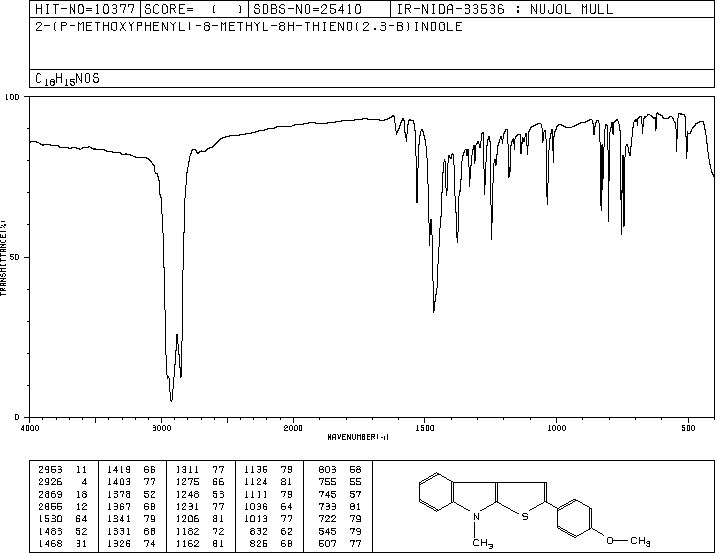 HIT-NO=10377 SCORE= ( ) SDBS-NO=25410 IR-NIDA-33536 : NUJOL MULL
2-(P-METHOXYPHENYL)-8-METHYL-8H-THIENO(2.3-B)INDOLE
C18H15NOS
100
TRANSMITTANCE(%)
50
0
4000 3000 2000 1500 1000 500
WAVENUMBER(-1)
2953 11 1419 66 1311 77 1135 79 803 58
2926 4 1403 77 1275 66 1124 81 755 55
2869 18 1378 52 1248 53 1111 79 745 57
2855 12 1367 68 1231 77 1036 64 739 81
1530 64 1341 79 1206 81 1013 77 722 79
1483 52 1331 68 1182 72 832 62 545 79
1468 31 1326 74 1162 81 826 68 507 77
N S
CH3
O CH3